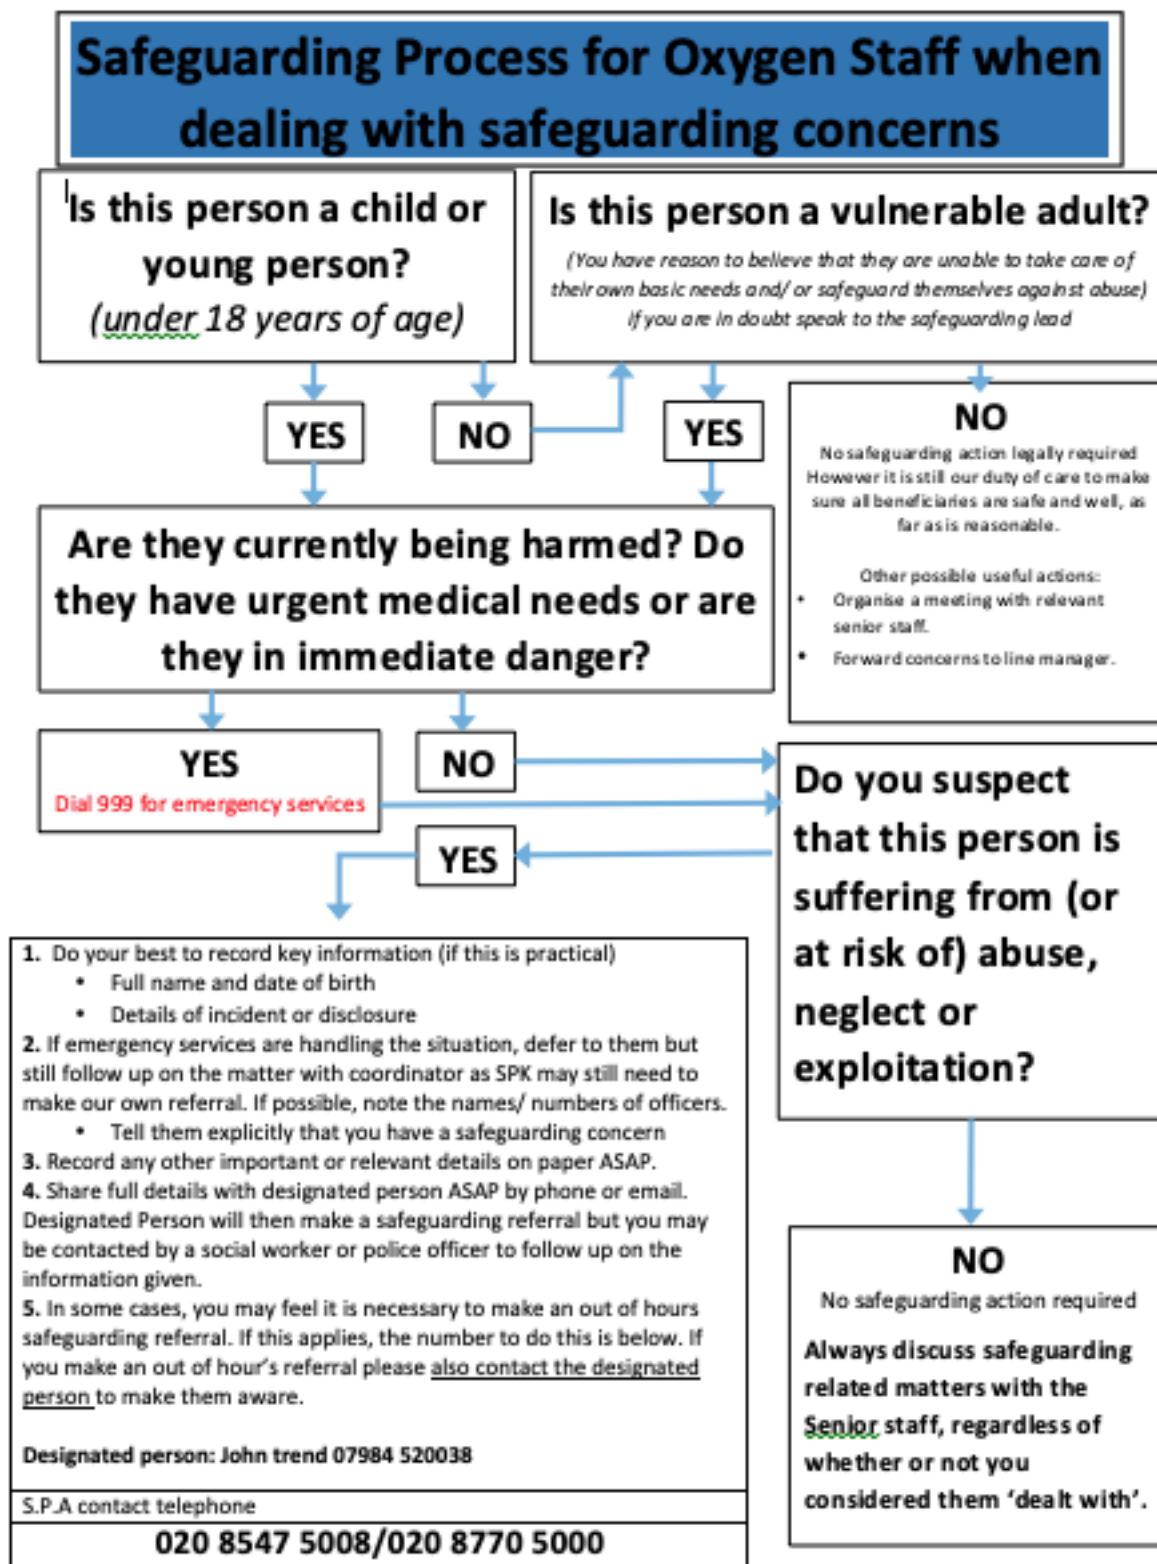 Safeguarding Process for Oxygen Staff when
dealing with safeguarding concerns
Is this person a child or
young person?
(under 18 years of age)
Is this person a vulnerable adult?
(You have reason to believe that they are unable to take care of
their own basic needs and/ or safeguard themselves against abuse)
if you are in doubt speak to the safeguarding lead
YES
NO
YES
NO
No safeguarding action legally required
However it is still our duty of care to make
sure all beneficiaries are safe and well, as
far as is reasonable.
Other possible useful actions:
• Organise a meeting with relevant
senior staff.
• Forward concerns to line manager.
Are they currently being harmed? Do
they have urgent medical needs or are
they in immediate danger?
YES
Dial 999 for emergency services
NO
YES
Do you suspect
that this person is
suffering from (or
at risk of) abuse,
neglect or
exploitation?
1. Do your best to record key information (if this is practical)
• Full name and date of birth
• Details of incident or disclosure
2. If emergency services are handling the situation, defer to them but
still follow up on the matter with coordinator as SPK may still need to
make our own referral. If possible, note the names/ numbers of officers.
• Tell them explicitly that you have a safeguarding concern
3. Record any other important or relevant details on paper ASAP.
4. Share full details with designated person ASAP by phone or email.
Designated Person will then make a safeguarding referral but you may
be contacted by a social worker or police officer to follow up on the
information given.
5. In some cases, you may feel it is necessary to make an out of hours
safeguarding referral. If this applies, the number to do this is below. If
you make an out of hour's referral please also contact the designated
person to make them aware.
Designated person: John trend 07984 520038
S.P.A contact telephone
020 8547 5008/020 8770 5000
NO
No safeguarding action required
Always discuss safeguarding
related matters with the
Senior staff, regardless of
whether or not you
considered them ‘dealt with’.